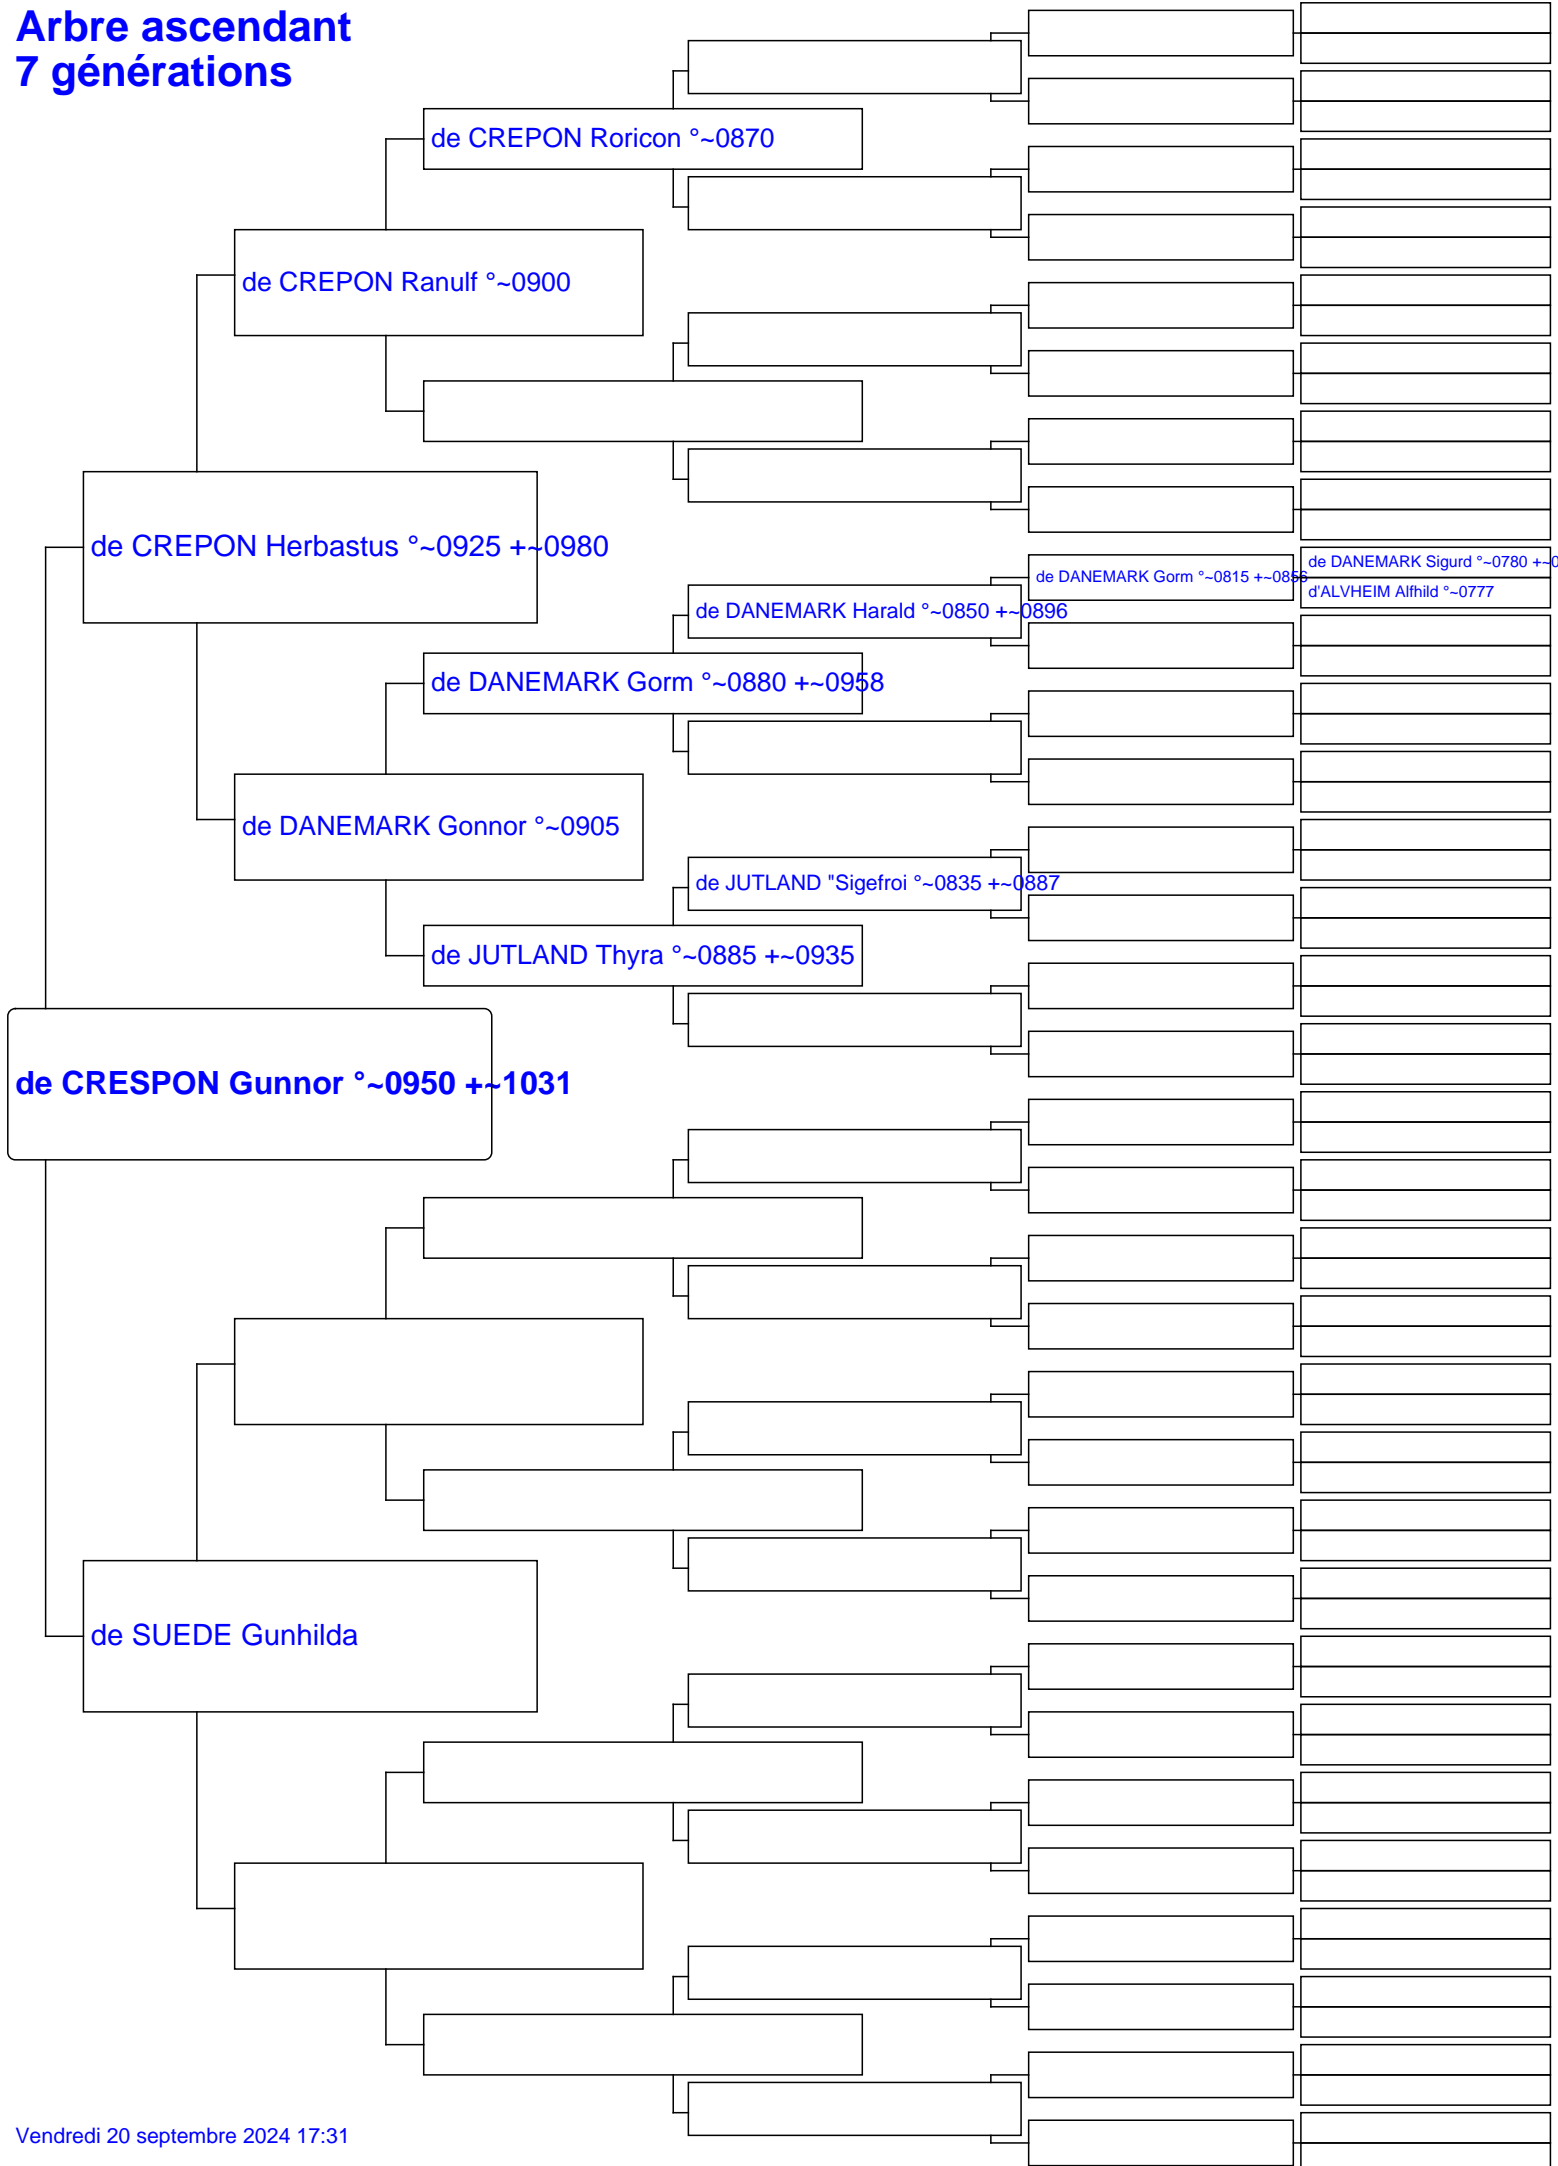 Arbre ascendant
7 générations
de CREPON Roricon °~0870
de CREPON Ranulf °~0900
de CREPON Herbastus °~0925 +~0980
de DANEMARK Sigurd °~0780 +~0
de DANEMARK Gorm °~0815 +~0856
d'ALVHEIM Alfhild °~0777
de DANEMARK Harald °~0850 +~0896
de DANEMARK Gorm °~0880 +~0958
de DANEMARK Gonnor °~0905
de JUTLAND "Sigefroi °~0835 +~0887
de JUTLAND Thyra °~0885 +~0935
de CRESPON Gunnor °~0950 +~1031
de SUEDE Gunhilda
Vendredi 20 septembre 2024 17:31